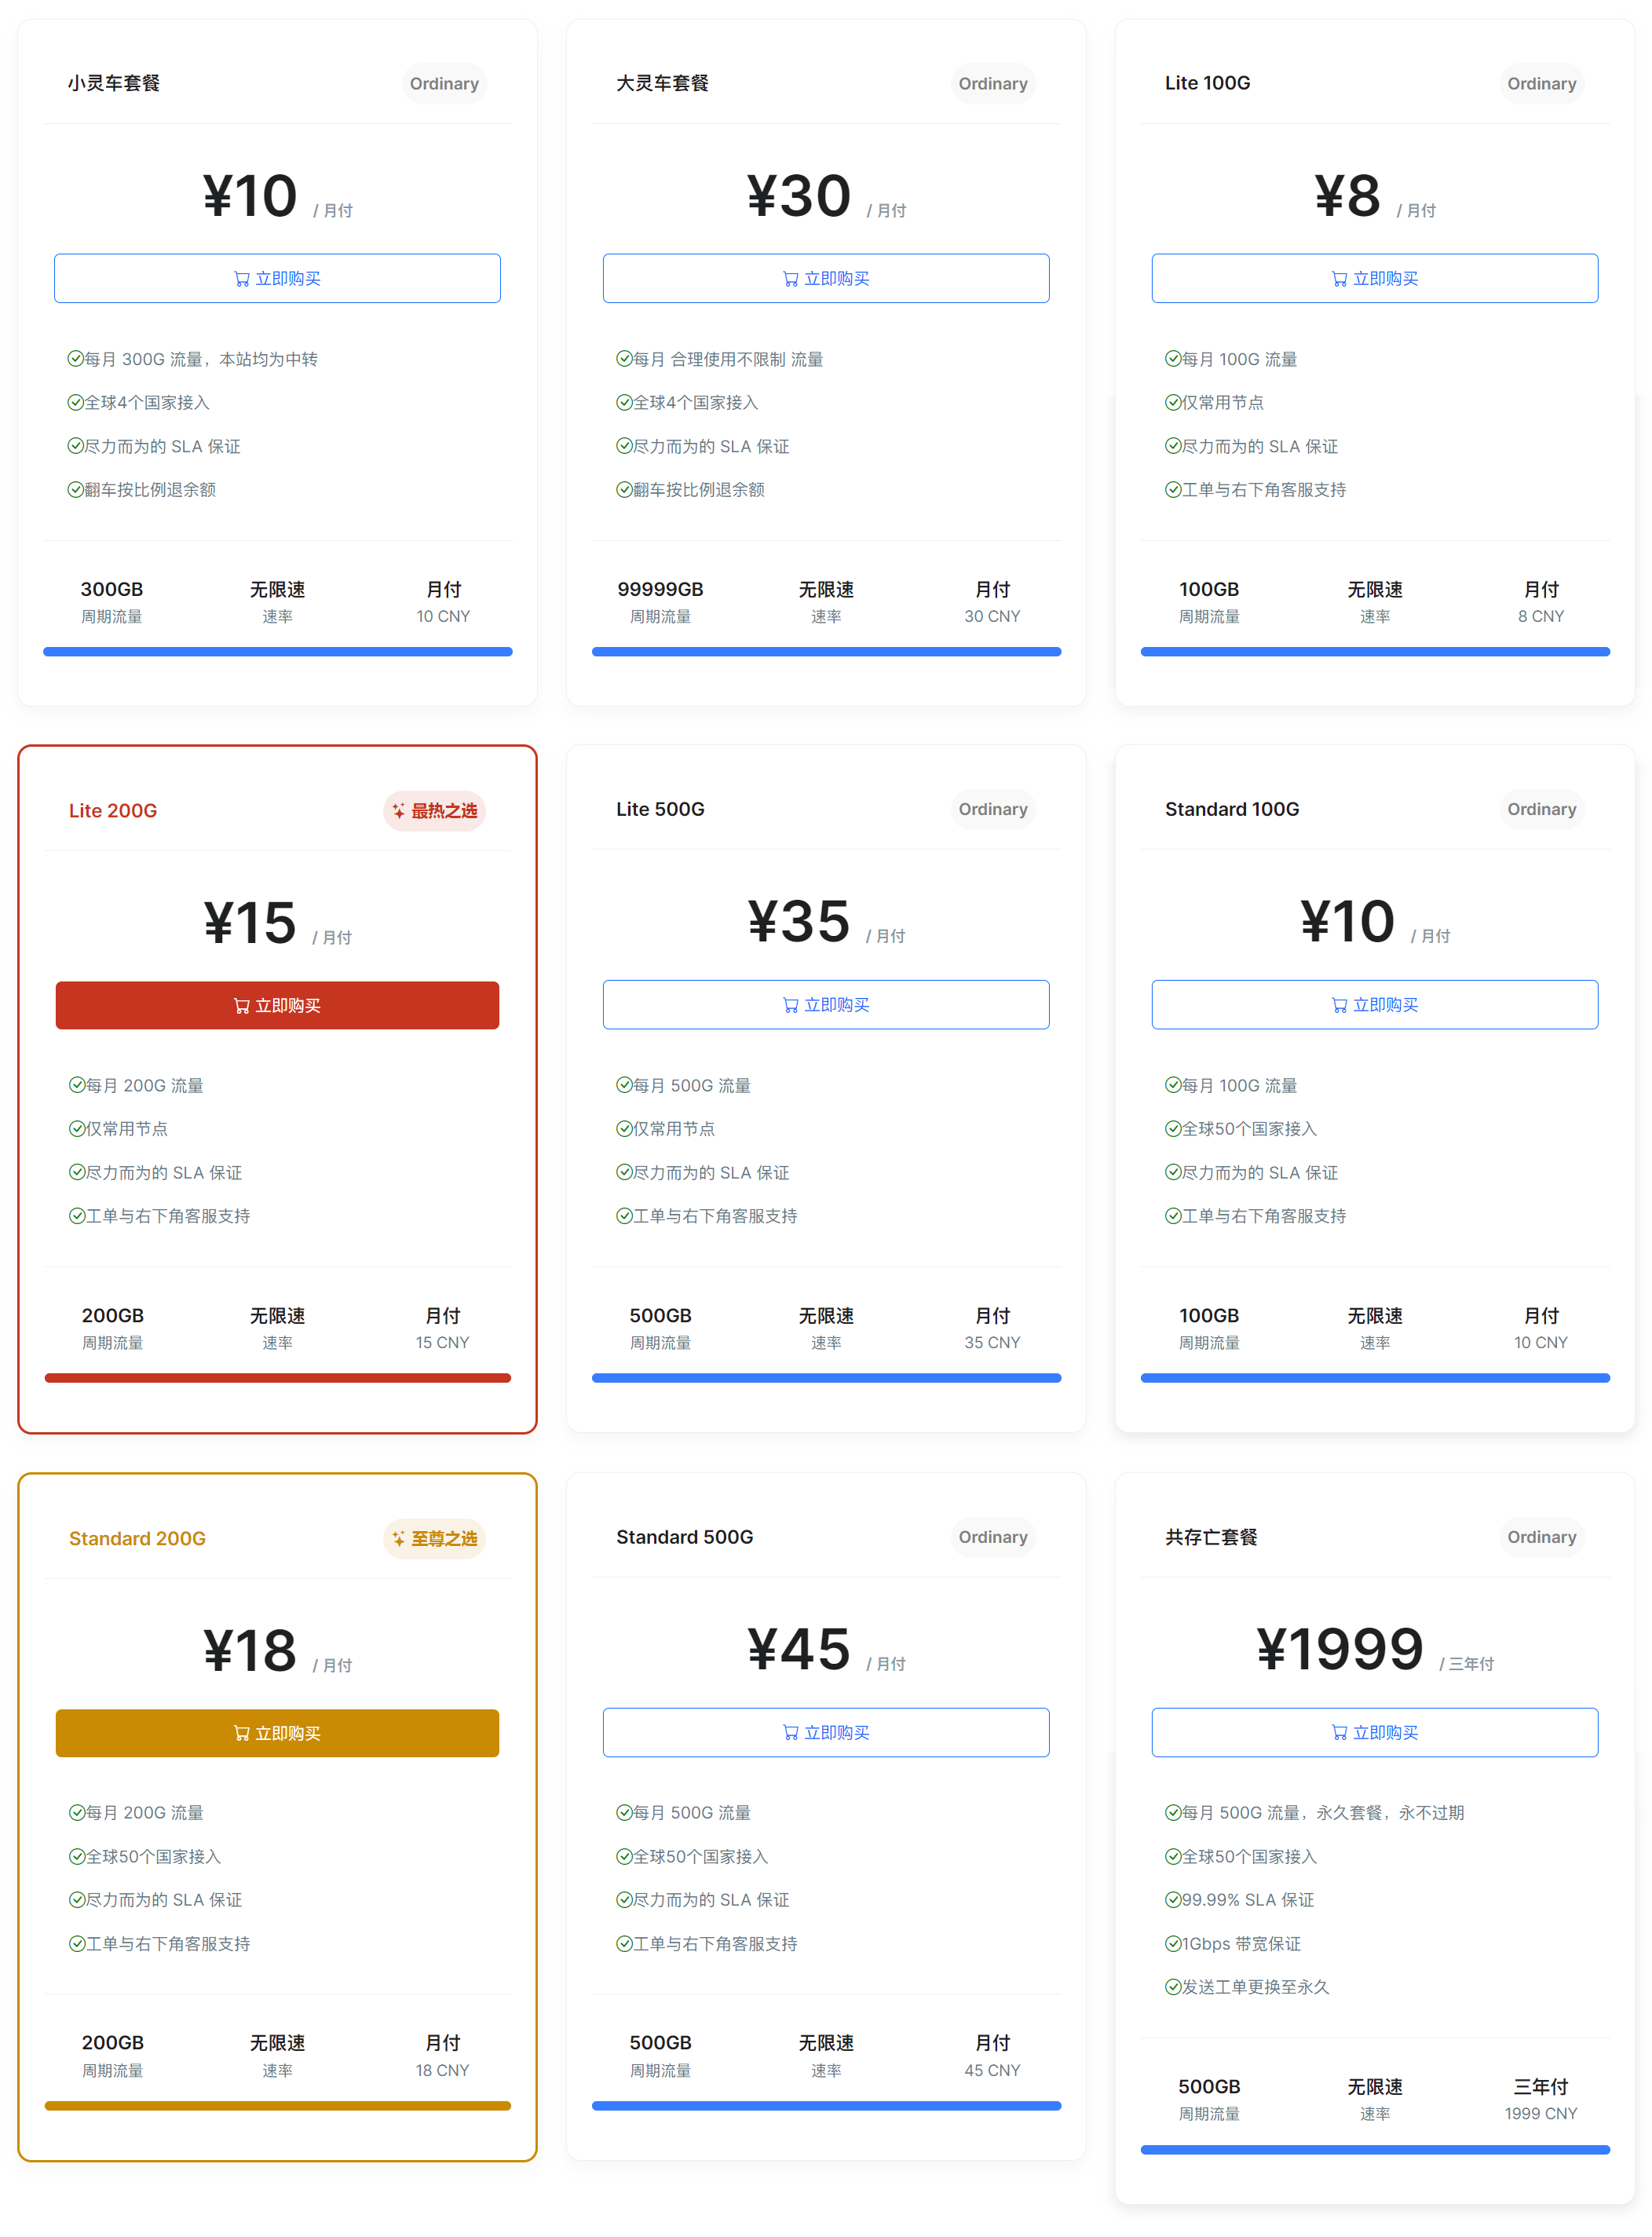 小灵车套餐
Ordinary
¥10 / 月付
立即购买
每月 300G 流量，本站均为中转
全球4个国家接入
尽力而为的 SLA 保证
翻车按比例退余额
300GB 无限速 月付
周期流量 速率 10 CNY
大灵车套餐
Ordinary
¥30 / 月付
立即购买
每月 合理使用不限制 流量
全球4个国家接入
尽力而为的 SLA 保证
翻车按比例退余额
99999GB 无限速 月付
周期流量 速率 30 CNY
Lite 100G
Ordinary
¥8 / 月付
立即购买
每月 100G 流量
仅常用节点
尽力而为的 SLA 保证
工单与右下角客服支持
100GB 无限速 月付
周期流量 速率 8 CNY
Lite 200G
最热之选
¥15 / 月付
立即购买
每月 200G 流量
仅常用节点
尽力而为的 SLA 保证
工单与右下角客服支持
200GB 无限速 月付
周期流量 速率 15 CNY
Lite 500G
Ordinary
¥35 / 月付
立即购买
每月 500G 流量
仅常用节点
尽力而为的 SLA 保证
工单与右下角客服支持
500GB 无限速 月付
周期流量 速率 35 CNY
Standard 100G
Ordinary
¥10 / 月付
立即购买
每月 100G 流量
全球50个国家接入
尽力而为的 SLA 保证
工单与右下角客服支持
100GB 无限速 月付
周期流量 速率 10 CNY
Standard 200G
至尊之选
¥18 / 月付
立即购买
每月 200G 流量
全球50个国家接入
尽力而为的 SLA 保证
工单与右下角客服支持
200GB 无限速 月付
周期流量 速率 18 CNY
Standard 500G
Ordinary
¥45 / 月付
立即购买
每月 500G 流量
全球50个国家接入
尽力而为的 SLA 保证
工单与右下角客服支持
500GB 无限速 月付
周期流量 速率 45 CNY
共存亡套餐
Ordinary
¥1999 / 三年付
立即购买
每月 500G 流量，永久套餐，永不过期
全球50个国家接入
99.99% SLA 保证
1Gbps 带宽保证
发送工单更换至永久
500GB 无限速 三年付
周期流量 速率 1999 CNY